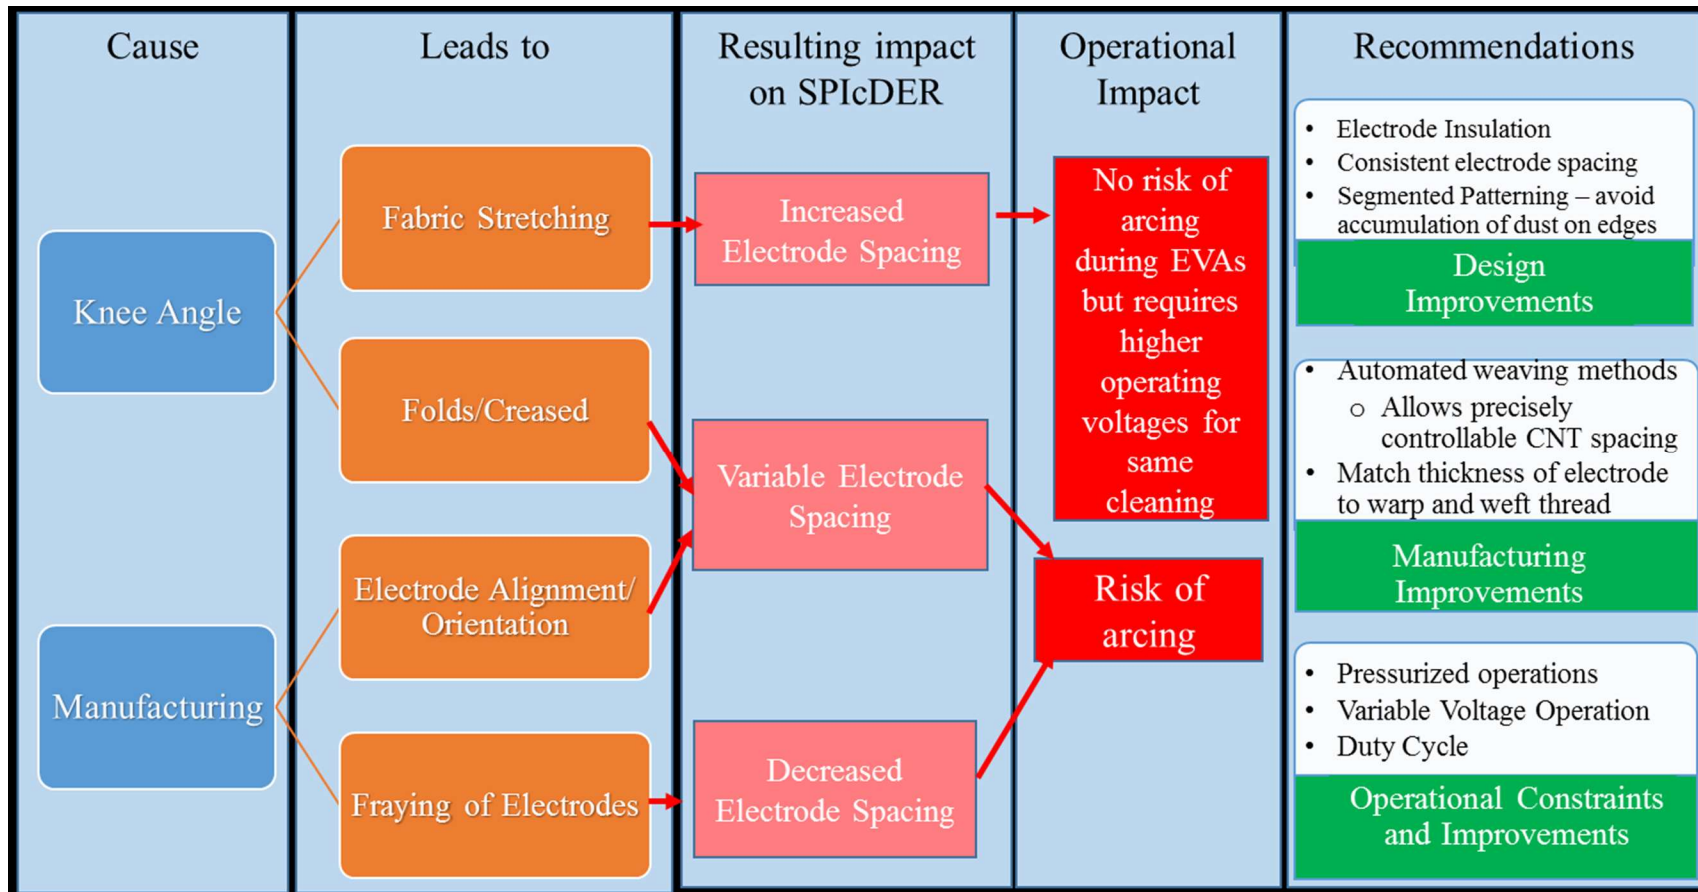 Cause
Leads to
Resulting impact
on SPIcDER
Operational
Impact
Recommendations
Knee Angle
Manufacturing
Fabric Stretching
Folds/Creased
Electrode Alignment/
Orientation
Fraying of Electrodes
Increased
Electrode Spacing
Variable Electrode
Spacing
Decreased
Electrode Spacing
No risk of
arcing
during EVAs
but requires
higher
operating
voltages for
same
cleaning
Risk of
arcing
• Electrode Insulation
• Consistent electrode spacing
• Segmented Patterning – avoid
accumulation of dust on edges
Design
Improvements
• Automated weaving methods
o Allows precisely
controllable CNT spacing
• Match thickness of electrode
to warp and weft thread
Manufacturing
Improvements
• Pressurized operations
• Variable Voltage Operation
• Duty Cycle
Operational Constraints
and Improvements